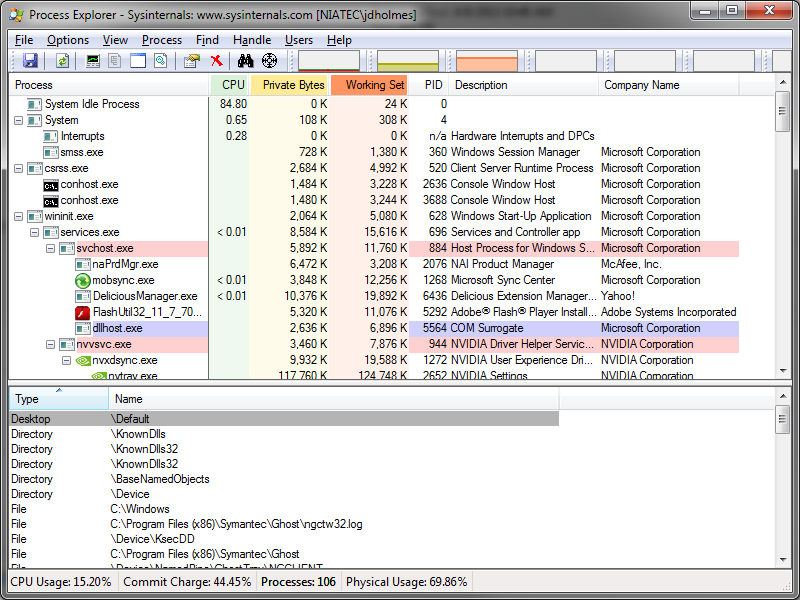 Process Explorer - Sysinternals: www.sysinternals.com [NIATEC\jdholmes]
File Options View Process Find Handle Users Help
Process CPU Private Bytes Working Set PID Description Company Name
System Idle Process 84.80 0 K 24 K 0
System 0.65 108 K 308 K 4
Interrupts 0.28 0 K 0 K n/a Hardware Interrupts and DPCs
smss.exe 728 K 1,380 K 360 Windows Session Manager Microsoft Corporation
csrss.exe 2,684 K 4,992 K 520 Client Server Runtime Process Microsoft Corporation
conhost.exe 1,484 K 3,228 K 2636 Console Window Host Microsoft Corporation
conhost.exe 1,480 K 3,244 K 3688 Console Window Host Microsoft Corporation
wininit.exe 2,064 K 5,080 K 628 Windows Start-Up Application Microsoft Corporation
services.exe < 0.01 8,584 K 15,616 K 696 Services and Controller app Microsoft Corporation
svchost.exe 5,892 K 11,760 K 884 Host Process for Windows S... Microsoft Corporation
naPrdMgr.exe 6,472 K 3,208 K 2076 NAI Product Manager McAfee, Inc.
mobsync.exe < 0.01 3,848 K 12,256 K 1268 Microsoft Sync Center Microsoft Corporation
DeliciousManager.exe < 0.01 10,376 K 19,892 K 6436 Delicious Extension Manager... Yahoo!
FlashUtil32_11_7_70... 5,320 K 11,076 K 5292 Adobe® Flash® Player Install... Adobe Systems Incorporated
dllhost.exe 2,636 K 6,896 K 5564 COM Surrogate Microsoft Corporation
nvvsvc.exe 3,460 K 7,876 K 944 NVIDIA Driver Helper Servic... NVIDIA Corporation
nvxdsync.exe 9,932 K 19,588 K 1272 NVIDIA User Experience Dri... NVIDIA Corporation
nvtray.exe 117,760 K 124,748 K 2652 NVIDIA Settings NVIDIA Corporation
Type Name
Desktop \Default
Directory \KnownDlls
Directory \KnownDlls32
Directory \KnownDlls32
Directory \BaseNamedObjects
Directory \Device
File C:\Windows
File C:\Program Files (x86)\Symantec\Ghost\ngctw32.log
File \Device\KsecDD
File C:\Program Files (x86)\Symantec\Ghost
File \Device\NamedPipe\GhostTray\NGCLIENT
CPU Usage: 15.20% Commit Charge: 44.45% Processes: 106 Physical Usage: 69.86%